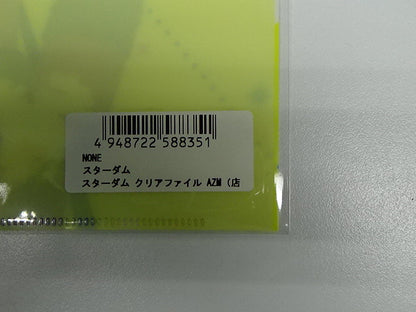 4 948722 588351
NONE
スターダム
スターダム クリアファイル AZM (店